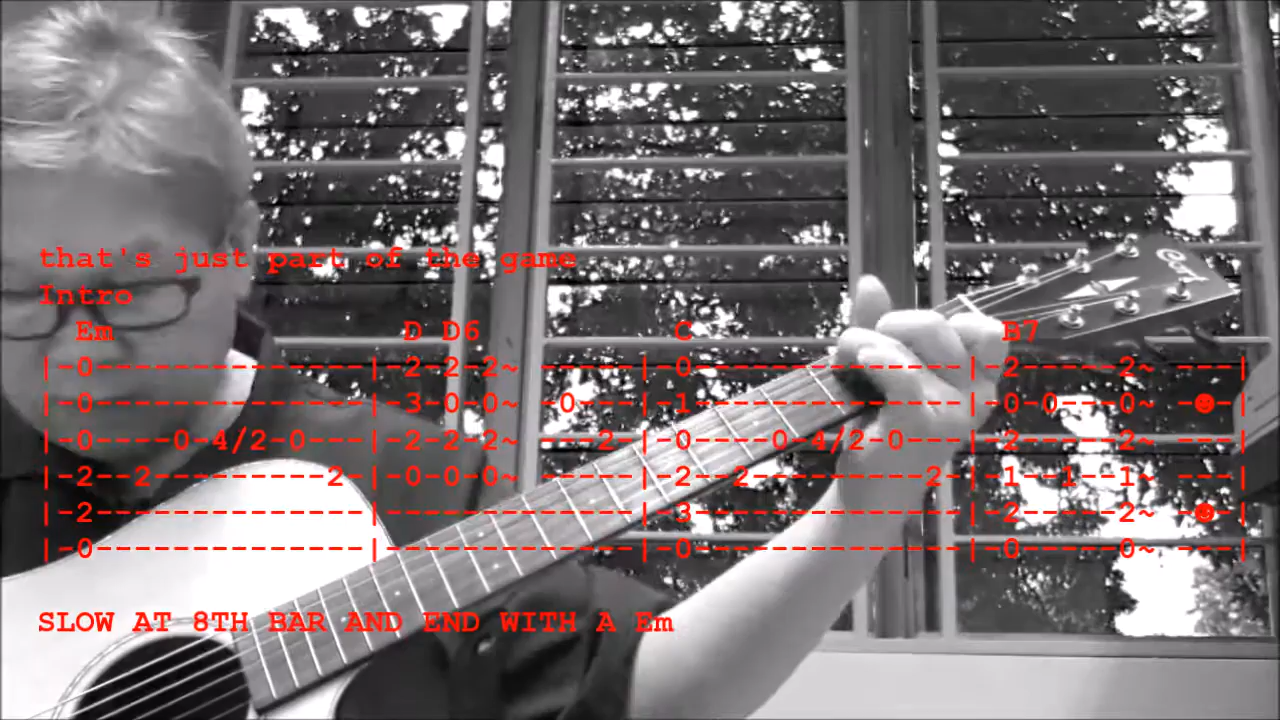 that's just part of the game
Intro
Em D D6 C B7
Cort
|-0---------------|-2-2-2~ -----|-0--------------|-2-----2~ ---|
|-0---------------|-3-0-0~ -0---|-1--------------|-0-0---0~ -☻-|
|-0----0-4/2-0---|-2-2-2~ ---2-|-0----0-4/2-0---|-2-----2~ ---|
|-2--2---------2-|-0-0-0~ -----|-2--2---------2-|-1--1--1~ ---|
|-2---------------|-------------|-3--------------|-2-----2~ -☻-|
|-0---------------|-------------|-0--------------|-0-----0~ ---|
SLOW AT 8TH BAR AND END WITH A Em